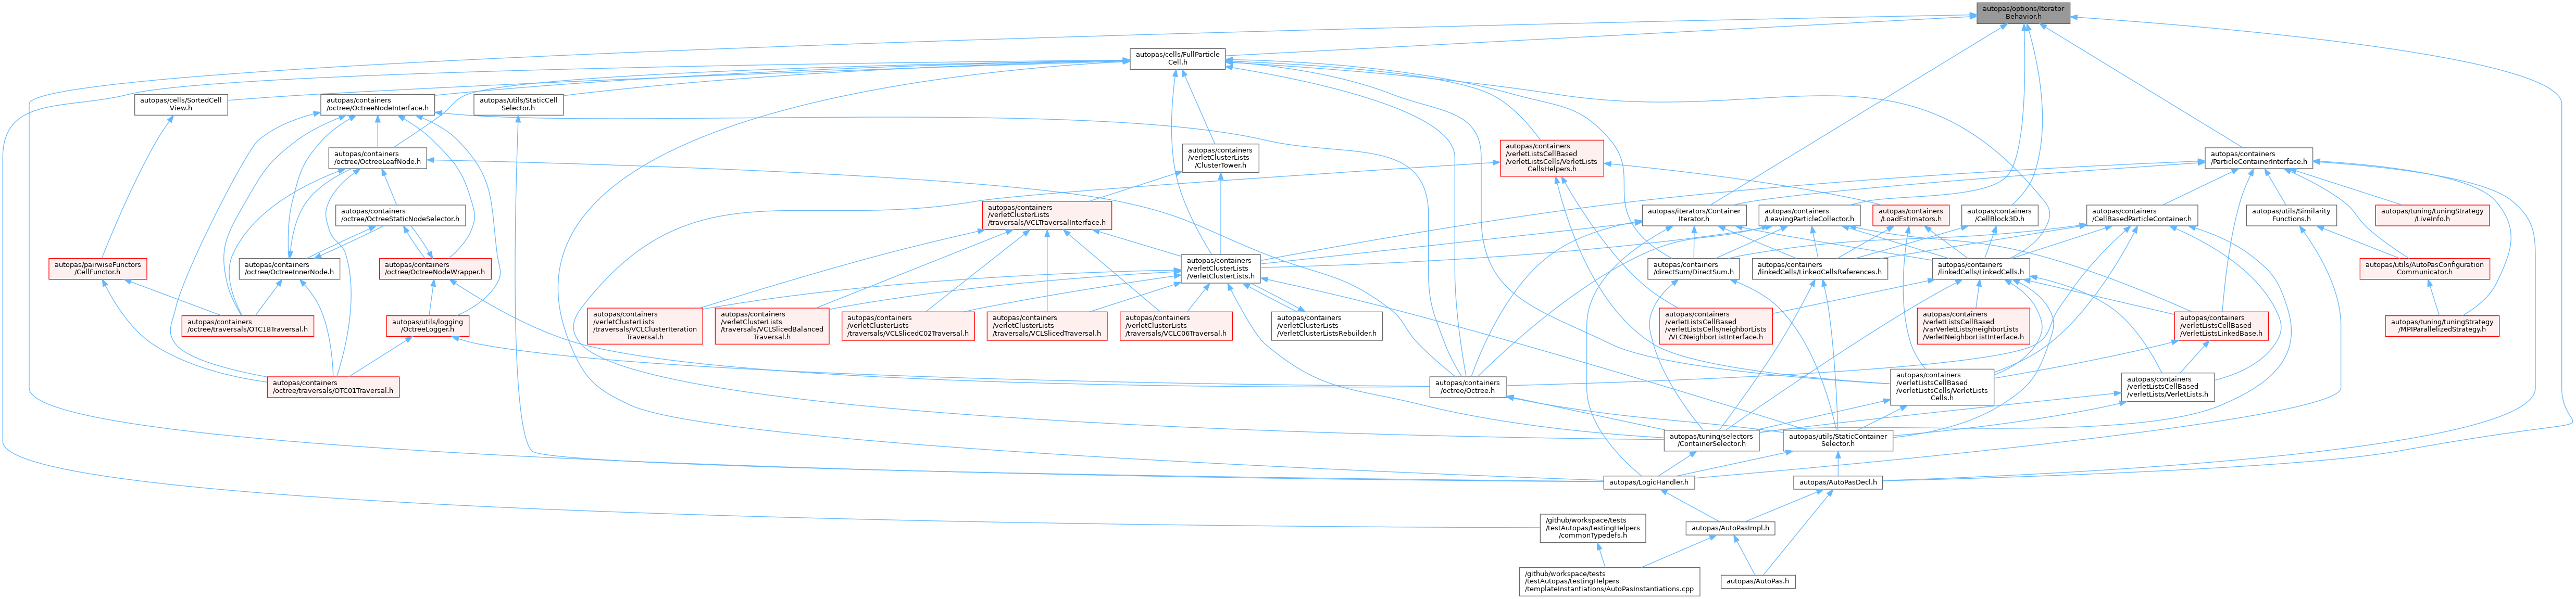 autopas/options/Iterator
Behavior.h
autopas/cells/FullParticle
Cell.h
autopas/cells/SortedCell
View.h
autopas/containers
/octree/OctreeNodeInterface.h
autopas/utils/StaticCell
Selector.h
autopas/containers
/octree/OctreeLeafNode.h
autopas/containers
/verletClusterLists
/ClusterTower.h
autopas/containers
/verletListsCellBased
/verletListsCells/VerletLists
CellsHelpers.h
autopas/containers
/ParticleContainerInterface.h
autopas/containers
/octree/OctreeStaticNodeSelector.h
autopas/containers
/verletClusterLists
/traversals/VCLTraversalInterface.h
autopas/iterators/Container
Iterator.h
autopas/containers
/LeavingParticleCollector.h
autopas/containers
/LoadEstimators.h
autopas/containers
/CellBlock3D.h
autopas/containers
/CellBasedParticleContainer.h
autopas/utils/Similarity
Functions.h
autopas/tuning/tuningStrategy
/LiveInfo.h
autopas/pairwiseFunctors
/CellFunctor.h
autopas/containers
/octree/OctreeInnerNode.h
autopas/containers
/octree/OctreeNodeWrapper.h
autopas/containers
/verletClusterLists
/VerletClusterLists.h
autopas/containers
/directSum/DirectSum.h
autopas/containers
/linkedCells/LinkedCellsReferences.h
autopas/containers
/linkedCells/LinkedCells.h
autopas/utils/AutoPasConfiguration
Communicator.h
autopas/containers
/octree/traversals/OTC18Traversal.h
autopas/utils/logging
/OctreeLogger.h
autopas/containers
/verletClusterLists
/traversals/VCLClusterIteration
Traversal.h
autopas/containers
/verletClusterLists
/traversals/VCLSlicedBalanced
Traversal.h
autopas/containers
/verletClusterLists
/traversals/VCLSlicedC02Traversal.h
autopas/containers
/verletClusterLists
/traversals/VCLSlicedTraversal.h
autopas/containers
/verletClusterLists
/traversals/VCLC06Traversal.h
autopas/containers
/verletClusterLists
/VerletClusterListsRebuilder.h
autopas/containers
/verletListsCellBased
/verletListsCells/neighborLists
/VLCNeighborListInterface.h
autopas/containers
/verletListsCellBased
/varVerletLists/neighborLists
/VerletNeighborListInterface.h
autopas/containers
/verletListsCellBased
/VerletListsLinkedBase.h
autopas/tuning/tuningStrategy
/MPIParallelizedStrategy.h
autopas/containers
/octree/traversals/OTC01Traversal.h
autopas/containers
/octree/Octree.h
autopas/containers
/verletListsCellBased
/verletListsCells/VerletLists
Cells.h
autopas/containers
/verletListsCellBased
/verletLists/VerletLists.h
autopas/tuning/selectors
/ContainerSelector.h
autopas/utils/StaticContainer
Selector.h
autopas/LogicHandler.h
autopas/AutoPasDecl.h
/github/workspace/tests
/testAutopas/testingHelpers
/commonTypedefs.h
autopas/AutoPasImpl.h
/github/workspace/tests
/testAutopas/testingHelpers
/templateInstantiations/AutoPasInstantiations.cpp
autopas/AutoPas.h